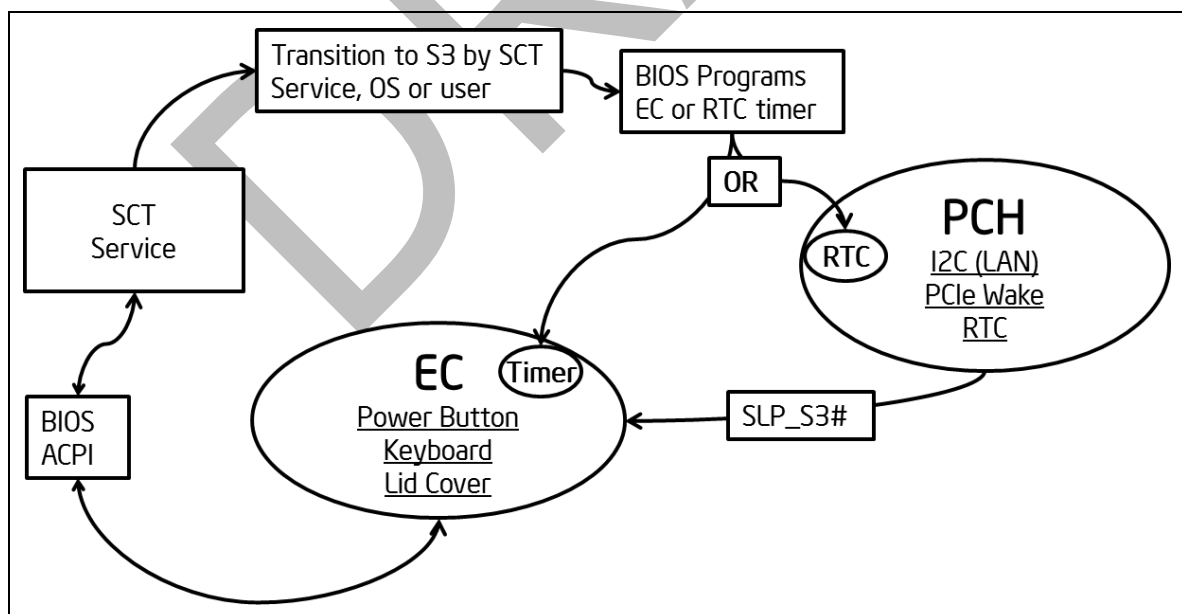 Transition to S3 by SCT
Service, OS or user
BIOS Programs
EC or RTC timer
OR
SCT
Service
PCH
RTC
I2C (LAN)
PCIe Wake
RTC
EC
Timer
Power Button
Keyboard
Lid Cover
SLP_S3#
BIOS
ACPI